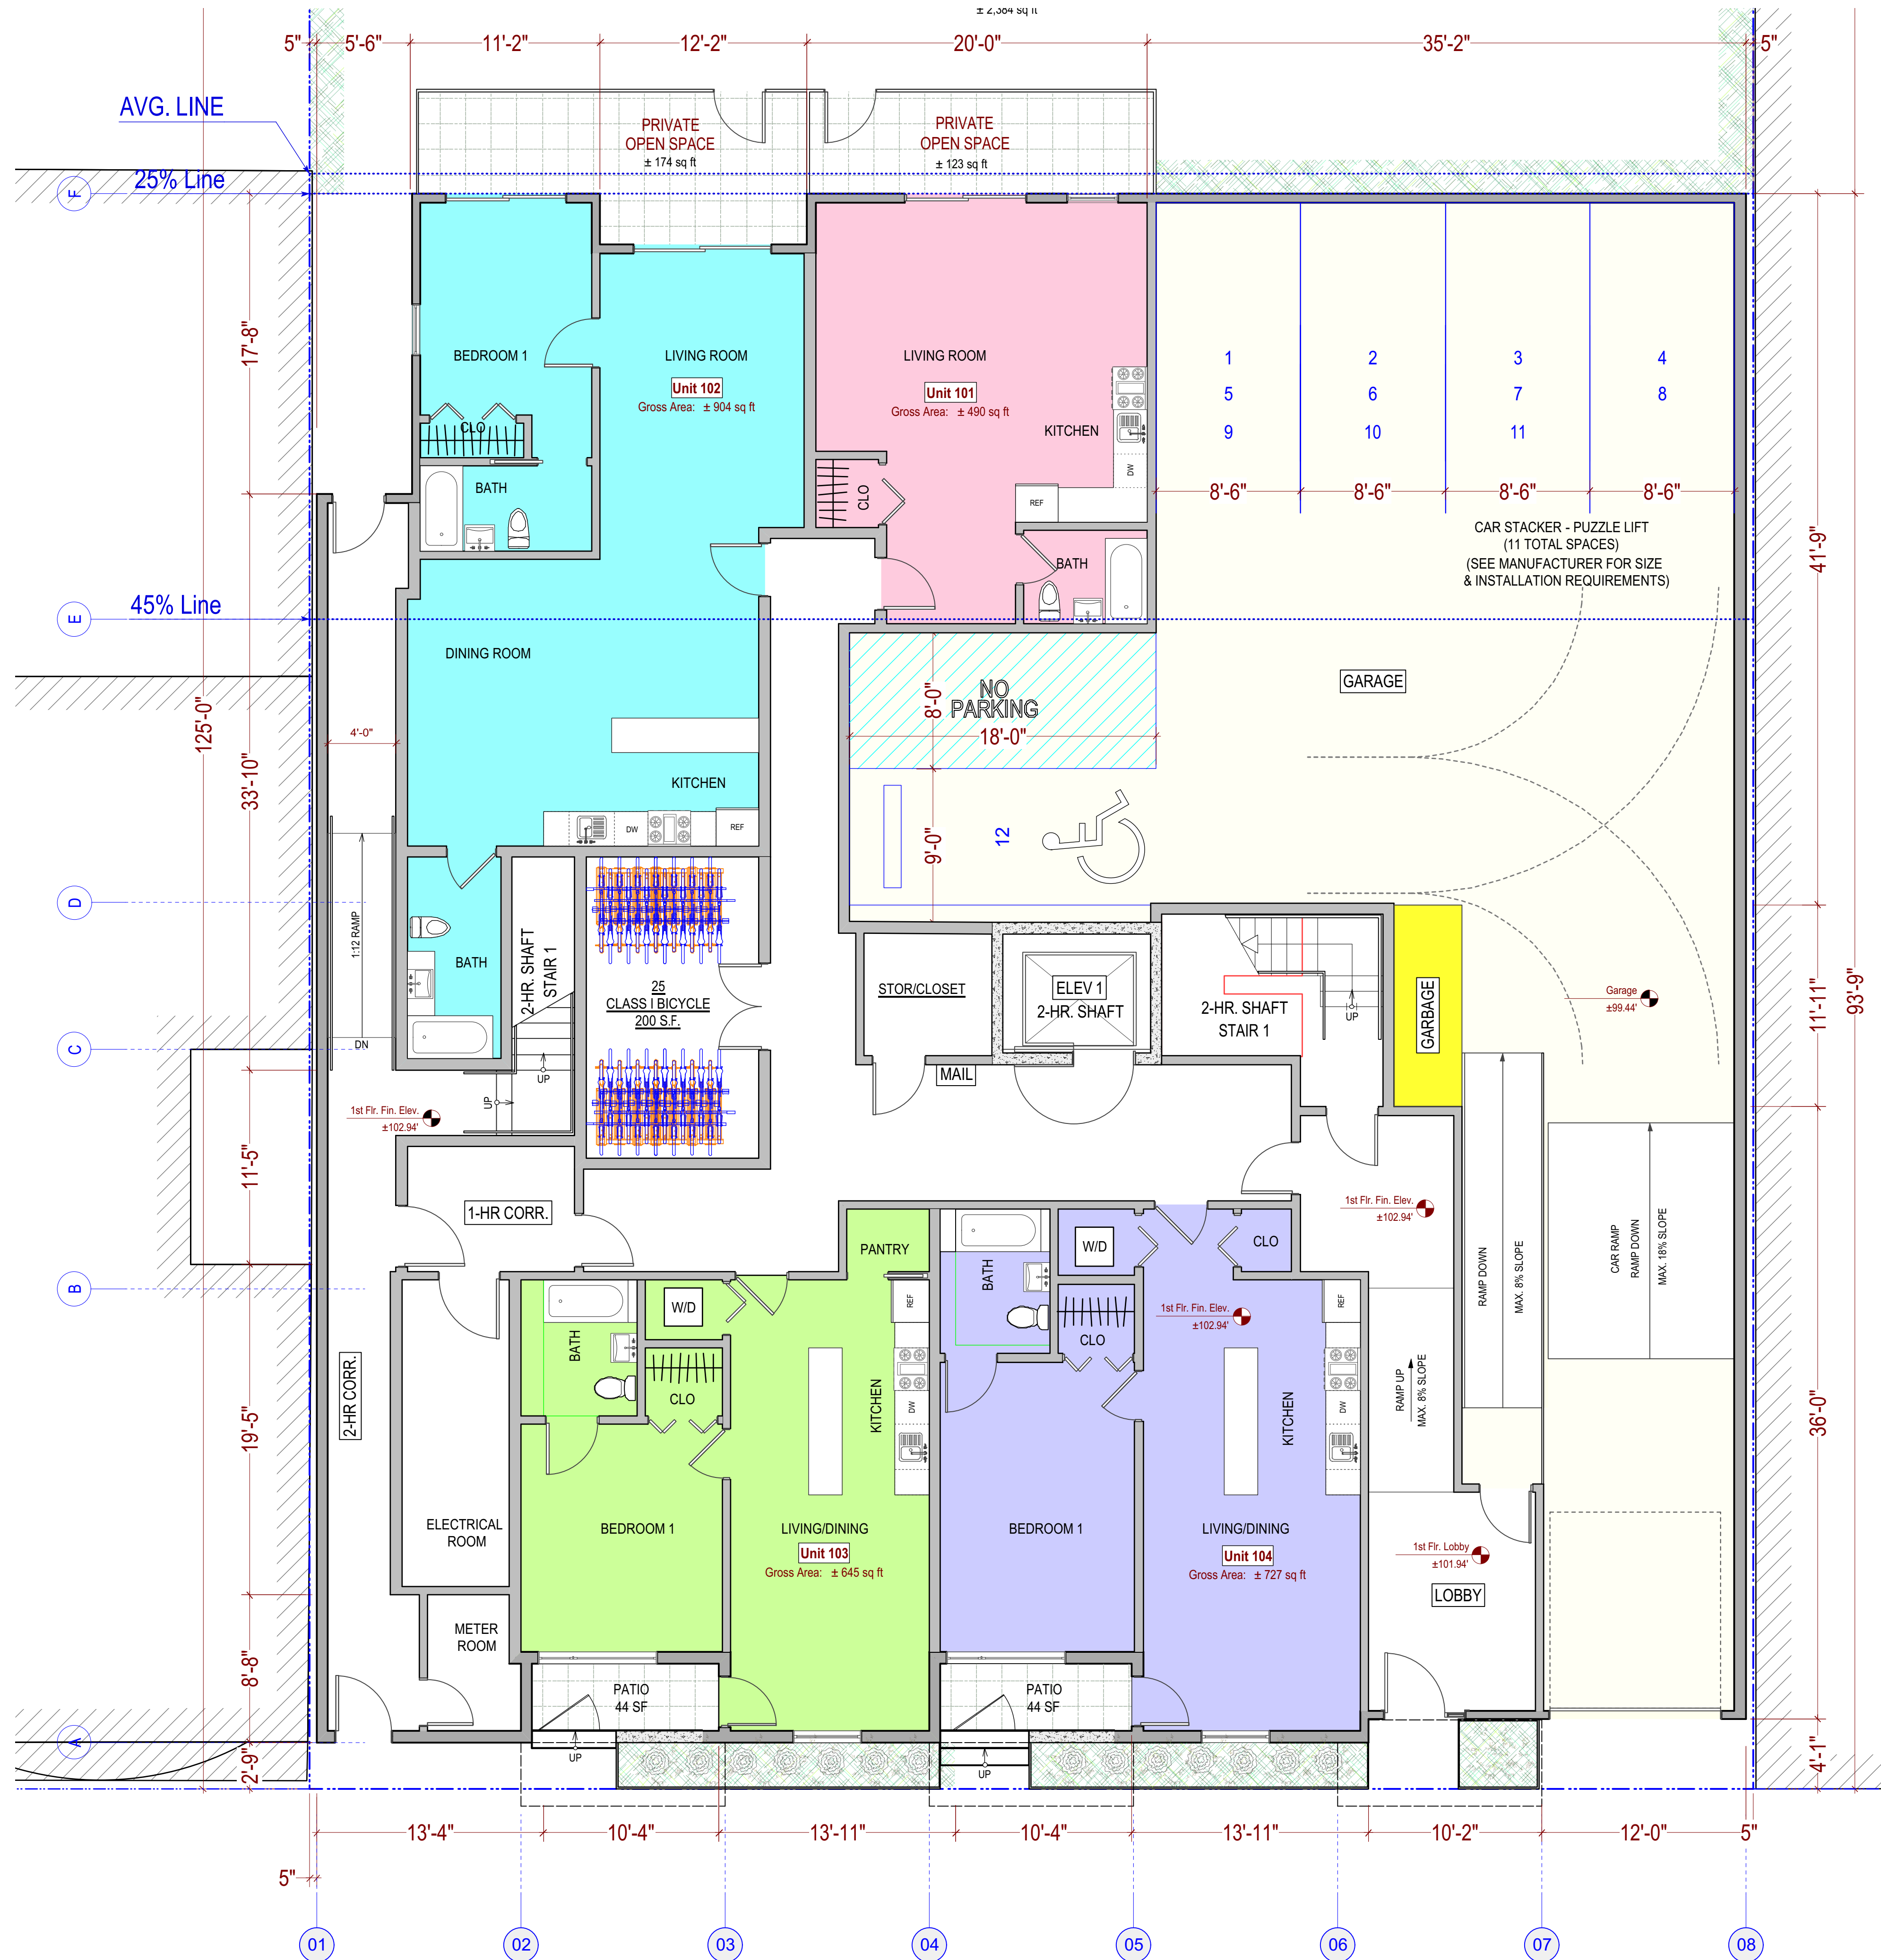 ± 2,384 sq ft
5"
5'-6"
11'-2"
12'-2"
20'-0"
35'-2"
5"
AVG. LINE
25% Line
F
PRIVATE
OPEN SPACE
± 174 sq ft
PRIVATE
OPEN SPACE
± 123 sq ft
17'-8"
BEDROOM 1
LIVING ROOM
Unit 102
Gross Area: ± 904 sq ft
CLO
BATH
LIVING ROOM
Unit 101
Gross Area: ± 490 sq ft
KITCHEN
DW
REF
CLO
BATH
1
2
3
4
5
6
7
8
9
10
11
8'-6"
8'-6"
8'-6"
8'-6"
CAR STACKER - PUZZLE LIFT
(11 TOTAL SPACES)
(SEE MANUFACTURER FOR SIZE
& INSTALLATION REQUIREMENTS)
41'-9"
45% Line
E
DINING ROOM
125'-0"
33'-10"
4'-0"
KITCHEN
DW
REF
NO
PARKING
8'-0"
18'-0"
9'-0"
12
GARAGE
D
1:12 RAMP
DN
BATH
2-HR. SHAFT
STAIR 1
UP
UP
25
CLASS I BICYCLE
200 S.F.
STOR/CLOSET
ELEV 1
2-HR. SHAFT
2-HR. SHAFT
STAIR 1
UP
GARBAGE
Garage
±99.44'
11'-11"
93'-9"
C
MAIL
1st Flr. Fin. Elev.
±102.94'
11'-5"
1-HR CORR.
1st Flr. Fin. Elev.
±102.94'
RAMP DOWN
MAX. 8% SLOPE
CAR RAMP
RAMP DOWN
MAX. 18% SLOPE
B
PANTRY
BATH
W/D
CLO
KITCHEN
REF
DW
BATH
W/D
CLO
CLO
1st Flr. Fin. Elev.
±102.94'
REF
DW
KITCHEN
RAMP UP
MAX. 8% SLOPE
2-HR CORR.
19'-5"
36'-0"
ELECTRICAL
ROOM
BEDROOM 1
LIVING/DINING
Unit 103
Gross Area: ± 645 sq ft
BEDROOM 1
LIVING/DINING
Unit 104
Gross Area: ± 727 sq ft
1st Flr. Lobby
±101.94'
LOBBY
METER
ROOM
8'-8"
PATIO
44 SF
PATIO
44 SF
A
2'-9"
UP
UP
4'-1"
13'-4"
10'-4"
13'-11"
10'-4"
13'-11"
10'-2"
12'-0"
5"
5"
01
02
03
04
05
06
07
08